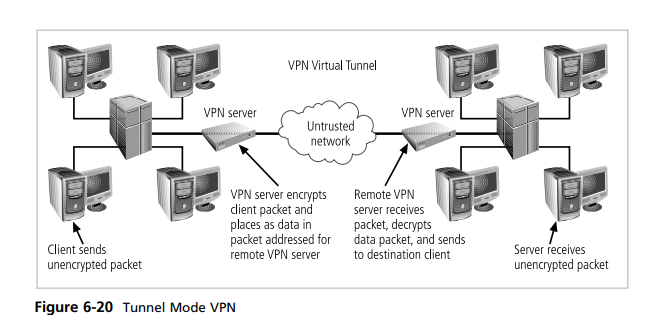 VPN Virtual Tunnel
VPN server
Untrusted
network
VPN server
Client sends
unencrypted packet
VPN server encrypts
client packet and
places as data in
packet addressed for
remote VPN server
Remote VPN
server receives
packet, decrypts
data packet, and sends
to destination client
Server receives
unencrypted packet
Figure 6-20 Tunnel Mode VPN